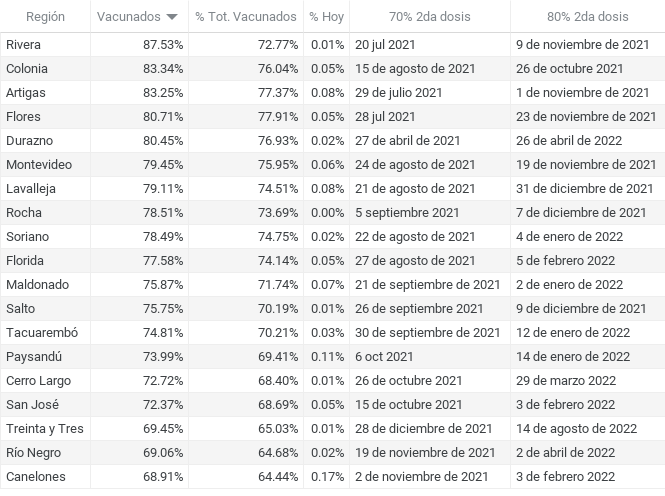 Región Vacunados % Tot. Vacunados % Hoy 70% 2da dosis 80% 2da dosis
Rivera 87.53% 72.77% 0.01% 20 jul 2021 9 de noviembre de 2021
Colonia 83.34% 76.04% 0.05% 15 de agosto de 2021 26 de octubre 2021
Artigas 83.25% 77.37% 0.08% 29 de julio 2021 1 de noviembre de 2021
Flores 80.71% 77.91% 0.05% 28 jul 2021 23 de noviembre de 2021
Durazno 80.45% 76.93% 0.02% 27 de abril de 2021 26 de abril de 2022
Montevideo 79.45% 75.95% 0.06% 24 de agosto de 2021 19 de noviembre de 2021
Lavalleja 79.11% 74.51% 0.08% 21 de agosto de 2021 31 de diciembre de 2021
Rocha 78.51% 73.69% 0.00% 5 septiembre 2021 7 de diciembre de 2021
Soriano 78.49% 74.75% 0.02% 22 de agosto de 2021 4 de enero de 2022
Florida 77.58% 74.14% 0.05% 27 de agosto de 2021 5 de febrero de 2022
Maldonado 75.87% 71.74% 0.07% 21 de septiembre de 2021 2 de enero de 2022
Salto 75.75% 70.19% 0.01% 26 de septiembre 2021 9 de diciembre de 2021
Tacuarembó 74.81% 70.21% 0.03% 30 de septiembre de 2021 12 de enero de 2022
Paysandú 73.99% 69.41% 0.11% 6 oct 2021 14 de enero de 2022
Cerro Largo 72.72% 68.40% 0.01% 26 de octubre de 2021 29 de marzo de 2022
San José 72.37% 68.69% 0.05% 15 de octubre 2021 3 de febrero de 2022
Treinta y Tres 69.45% 65.03% 0.01% 28 de diciembre de 2021 14 de agosto de 2022
Río Negro 69.06% 64.68% 0.02% 19 de noviembre de 2021 2 de abril de 2022
Canelones 68.91% 64.44% 0.17% 2 de noviembre de 2021 3 de febrero de 2022